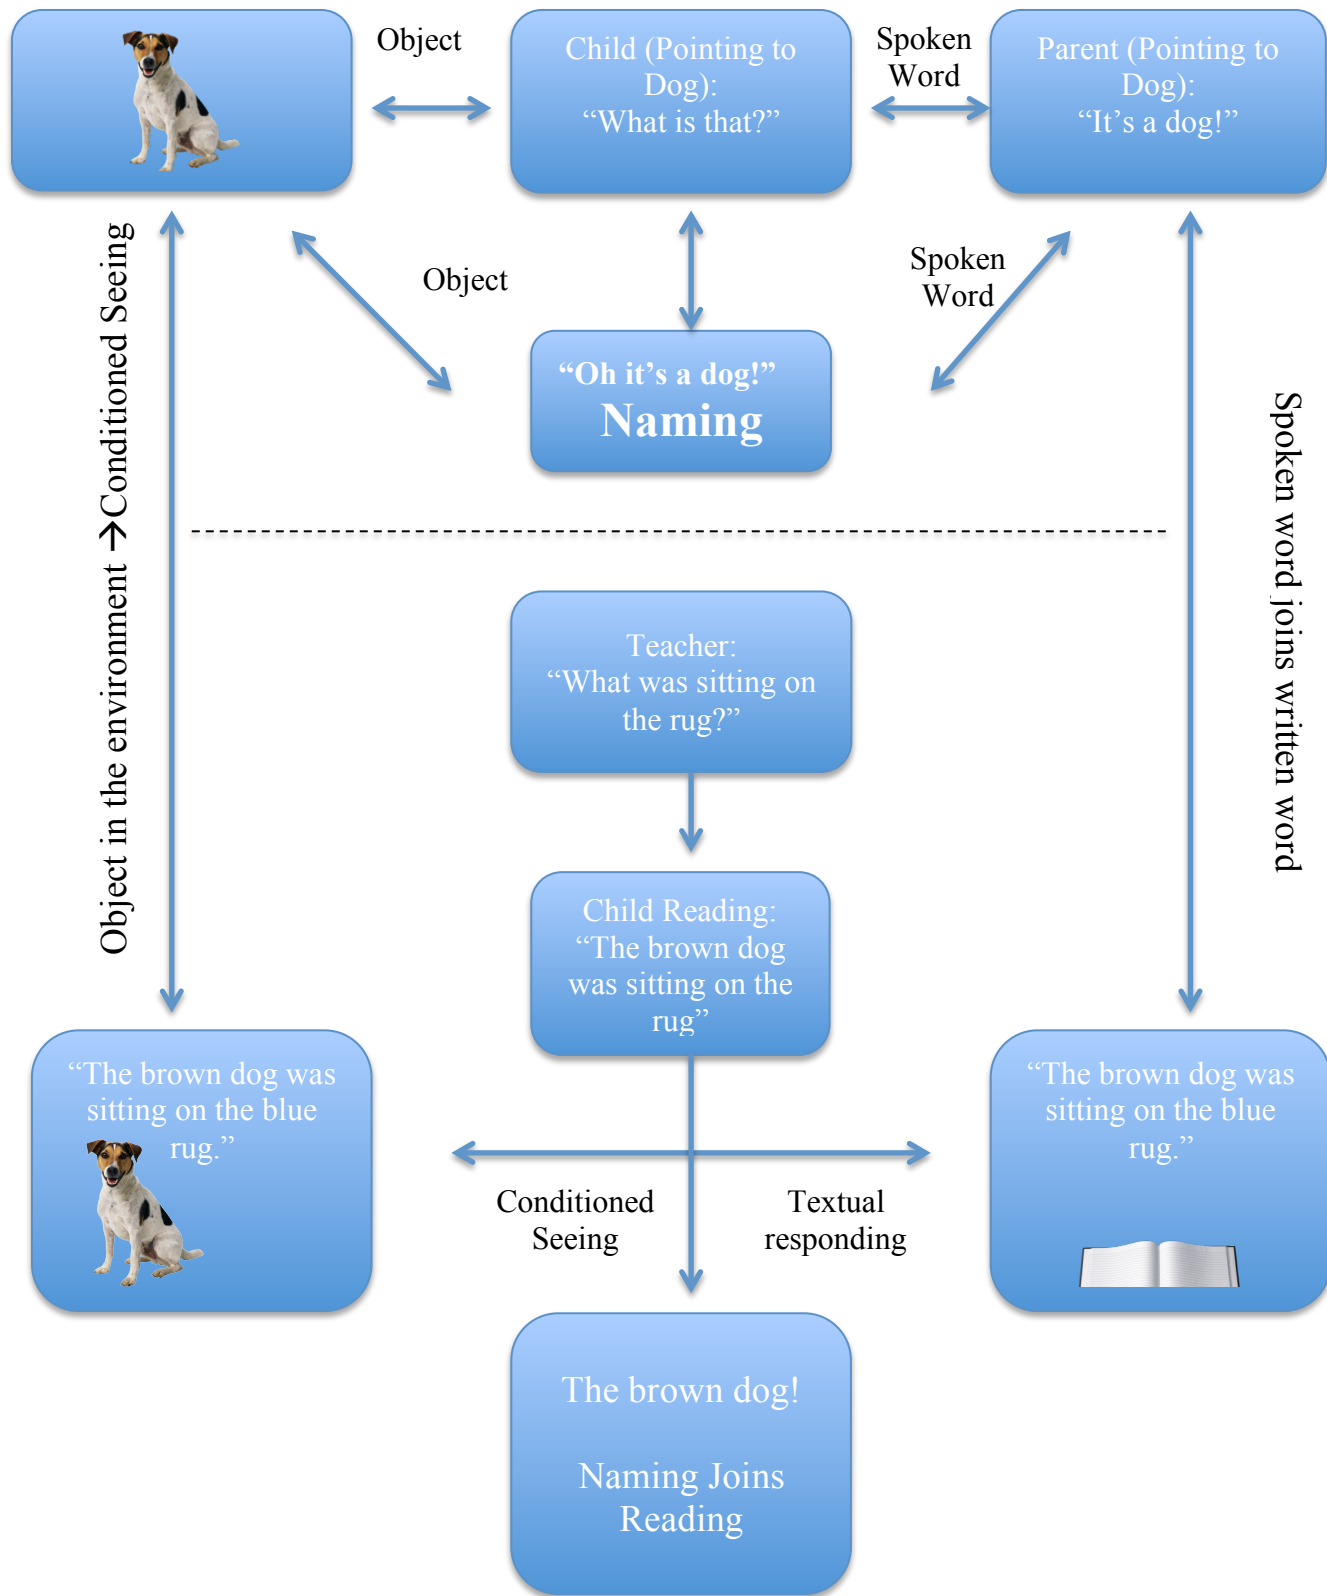 Object
Child (Pointing to
Dog):
“What is that?”
Spoken
Word
Parent (Pointing to
Dog):
“It’s a dog!”
Object in the environment →Conditioned Seeing
Object
Spoken
Word
“Oh it’s a dog!”
Naming
Spoken word joins written word
Teacher:
“What was sitting on
the rug?”
Child Reading:
“The brown dog
was sitting on the
rug”
“The brown dog was
sitting on the blue
rug.”
“The brown dog was
sitting on the blue
rug.”
Conditioned
Seeing
Textual
responding
The brown dog!
Naming Joins
Reading